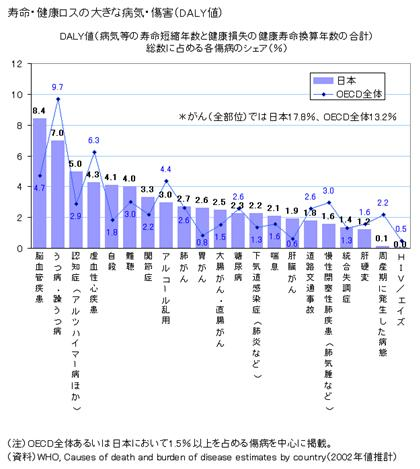 寿命・健康ロスの大きな病気・傷害(DALY値)
DALY値(病気等の寿命短縮年数と健康損失の健康寿命換算年数の合計)
総数に占める各傷病のシェア(%)
日本
OECD全体
*がん(全部位)では日本17.8%、OECD全体13.2%
12
10
8
6
4
2
0
8.4
7.0
5.0
4.3
4.1
4.0
3.3
3.0
2.7
2.6
2.5
2.3
2.2
2.1
1.9
1.8
1.6
1.4
1.2
0.1
0.0
4.7
9.7
2.9
6.3
1.8
3.0
2.2
4.4
2.6
0.8
1.5
2.6
1.3
1.6
0.6
2.6
3.0
1.3
1.6
2.2
0.5
脳血管疾患
うつ病・躁うつ病
認知症(アルツハイマー病ほか)
虚血性心疾患
自殺
難聴
関節症
アルコール乱用
肺がん
胃がん
大腸がん・直腸がん
糖尿病
下気道感染症(肺炎など)
喘息
肝臓がん
道路交通事故
慢性閉塞性肺疾患(肺気腫など)
統合失調症
肝硬変
周産期に発生した病態
HIV/エイズ
(注)OECD全体あるいは日本において1.5%以上を占める傷病を中心に掲載。
(資料)WHO, Causes of death and burden of disease estimates by country(2002年値推計)